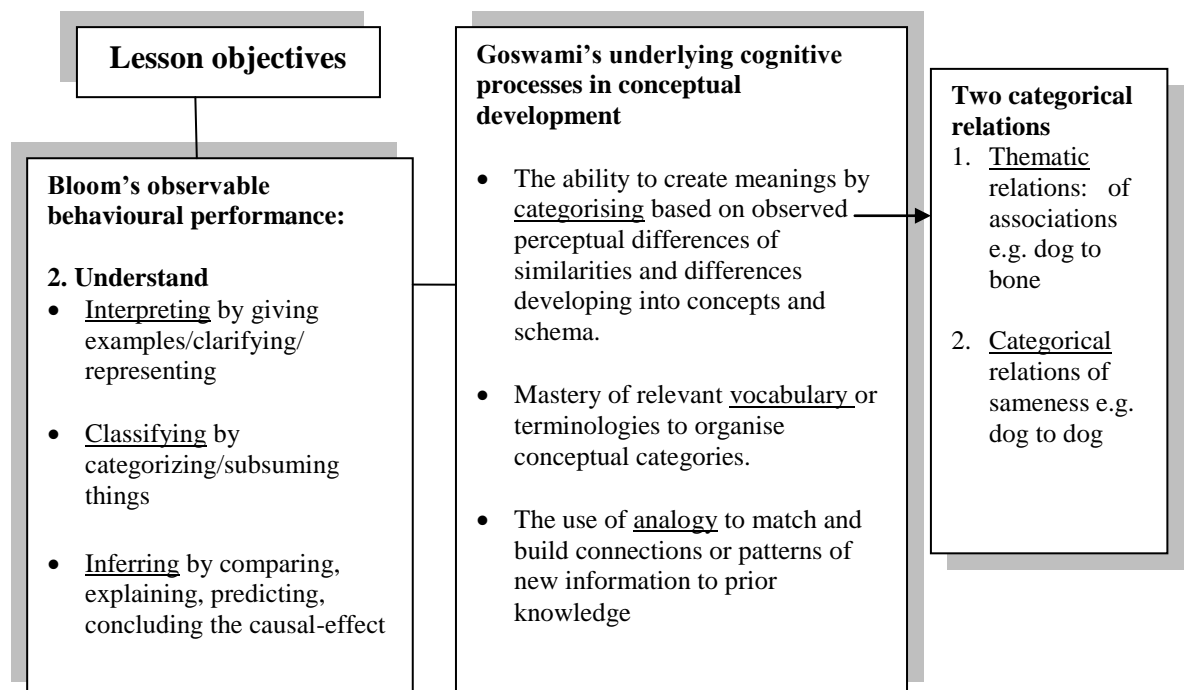 Lesson objectives
Bloom's observable
behavioural performance:
2. Understand
• Interpreting by giving
examples/clarifying/
representing
• Classifying by
categorizing/subsuming
things
• Inferring by comparing,
explaining, predicting,
concluding the causal-effect
Goswami's underlying cognitive
processes in conceptual
development
• The ability to create meanings by
categorising based on observed
perceptual differences of
similarities and differences
developing into concepts and
schema.
• Mastery of relevant vocabulary or
terminologies to organise
conceptual categories.
• The use of analogy to match and
build connections or patterns of
new information to prior
knowledge
Two categorical
relations
1. Thematic
relations: of
associations
e.g. dog to
bone
2. Categorical
relations of
sameness e.g.
dog to dog